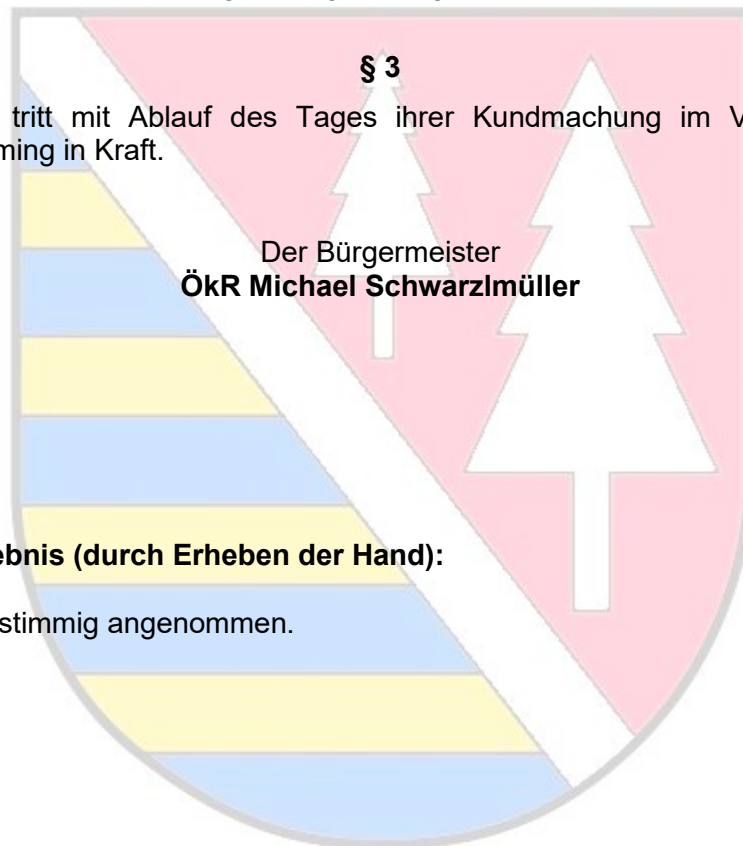 § 3
tritt mit Ablauf des Tages ihrer Kundmachung im V
ming in Kraft.
Der Bürgermeister
ÖkR Michael Schwarzlmüller
ebnis (durch Erheben der Hand):
stimmig angenommen.